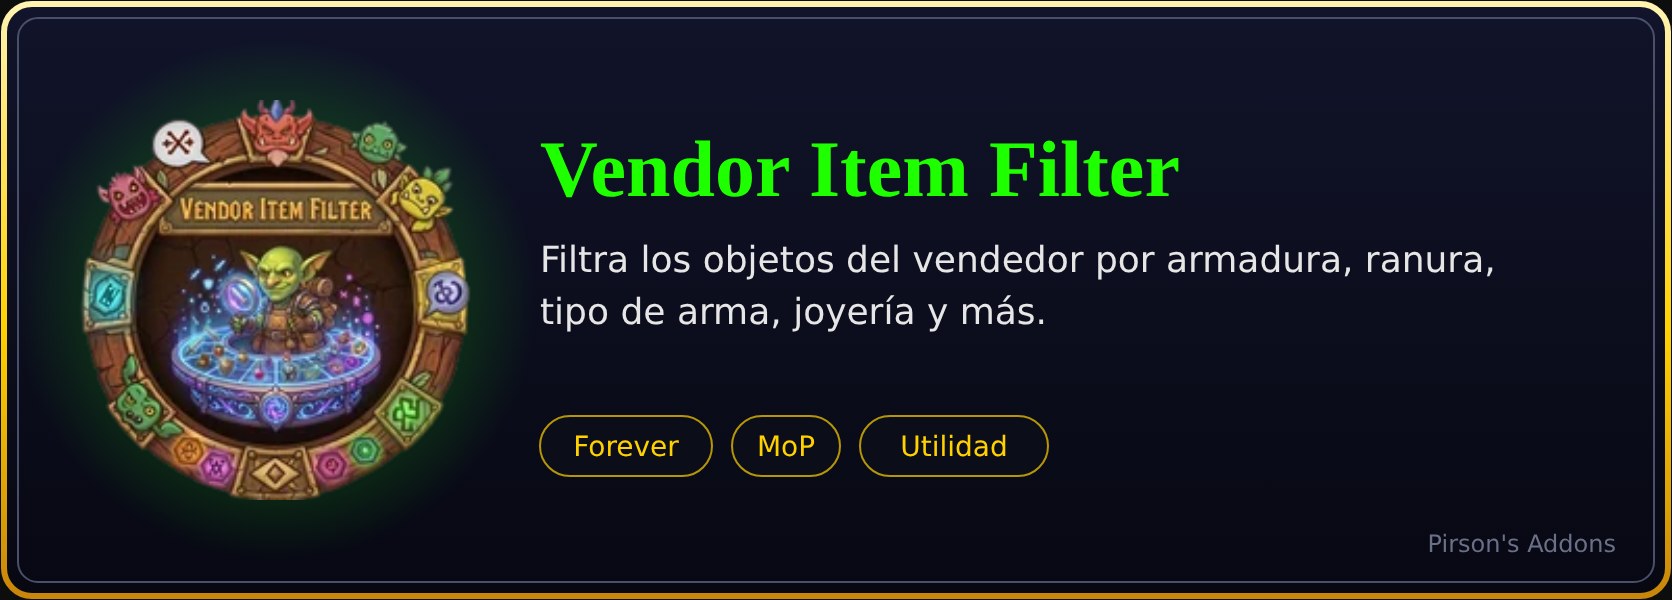 VENDOR ITEM FILTER
Vendor Item Filter
Filtra los objetos del vendedor por armadura, ranura,
tipo de arma, joyería y más.
Forever
MoP
Utilidad
Pirson's Addons